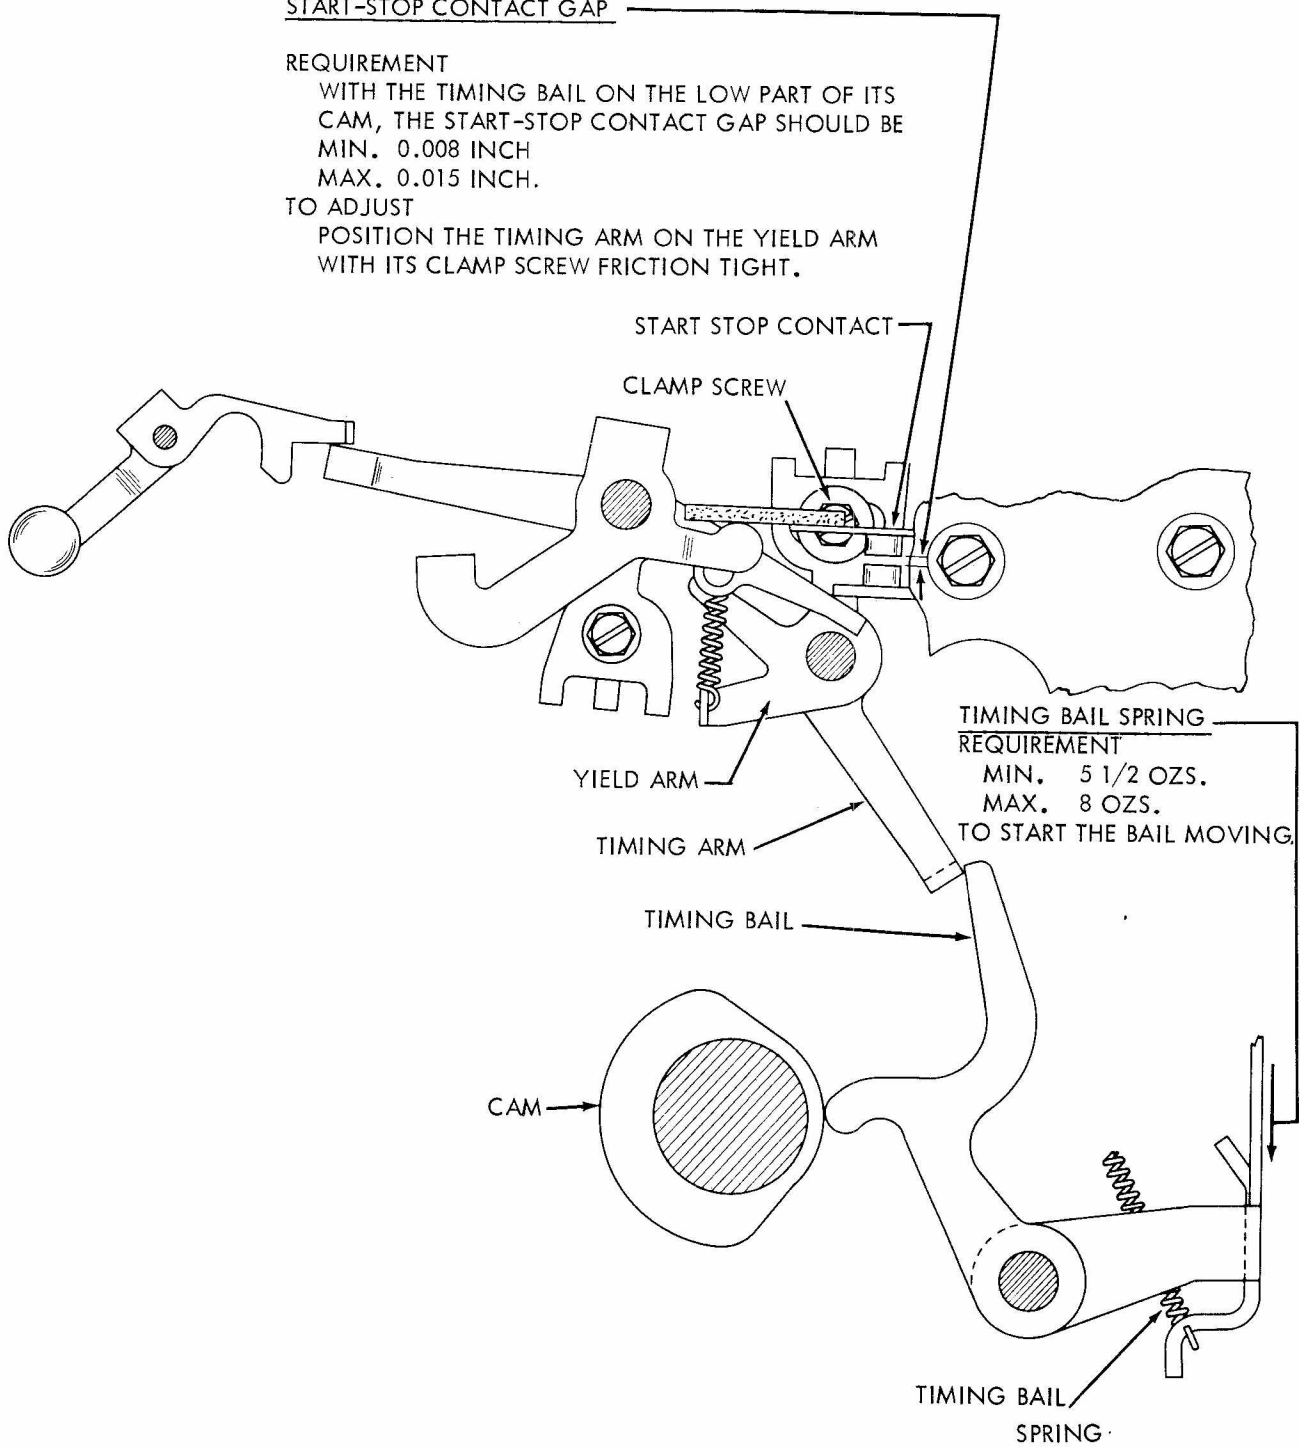 START-STOP CONTACT GAP
REQUIREMENT
WITH THE TIMING BAIL ON THE LOW PART OF ITS
CAM, THE START-STOP CONTACT GAP SHOULD BE
MIN. 0.008 INCH
MAX. 0.015 INCH.
TO ADJUST
POSITION THE TIMING ARM ON THE YIELD ARM
WITH ITS CLAMP SCREW FRICTION TIGHT.
START STOP CONTACT
CLAMP SCREW
TIMING BAIL SPRING
REQUIREMENT
MIN. 5 1/2 OZS.
MAX. 8 OZS.
TO START THE BAIL MOVING.
YIELD ARM
TIMING ARM
TIMING BAIL
CAM
TIMING BAIL
SPRING